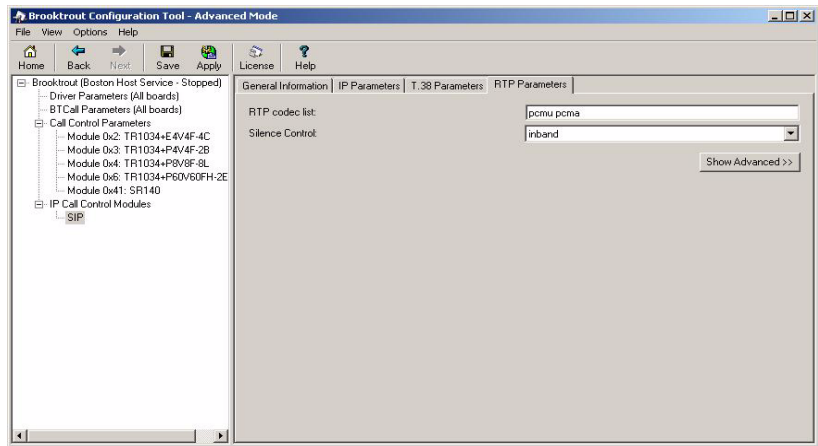 Brooktrout Configuration Tool - Advanced Mode
File View Options Help
Home Back Next Save Apply License Help
Brooktrout (Boston Host Service - Stopped)
Driver Parameters (All boards)
BTCall Parameters (All boards)
Call Control Parameters
Module 0x2: TR1034+E4V4F-4C
Module 0x3: TR1034+P4V4F-2B
Module 0x4: TR1034+P8V8F-8L
Module 0x6: TR1034+P60V60FH-2E
Module 0x41: SR140
IP Call Control Modules
SIP
General Information IP Parameters T.38 Parameters RTP Parameters
RTP codec list: pcmu pcma
Silence Control: inband
Show Advanced >>